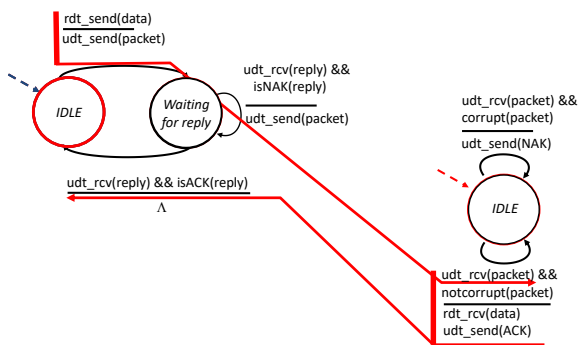 rdt_send(data)
udt_send(packet)
IDLE
Waiting
for reply
udt_rcv(reply) &&
isNAK(reply)
udt_send(packet)
udt_rcv(reply) && isACK(reply)
Λ
udt_rcv(packet) &&
corrupt(packet)
udt_send(NAK)
IDLE
udt_rcv(packet) &&
notcorrupt(packet)
rdt_rcv(data)
udt_send(ACK)